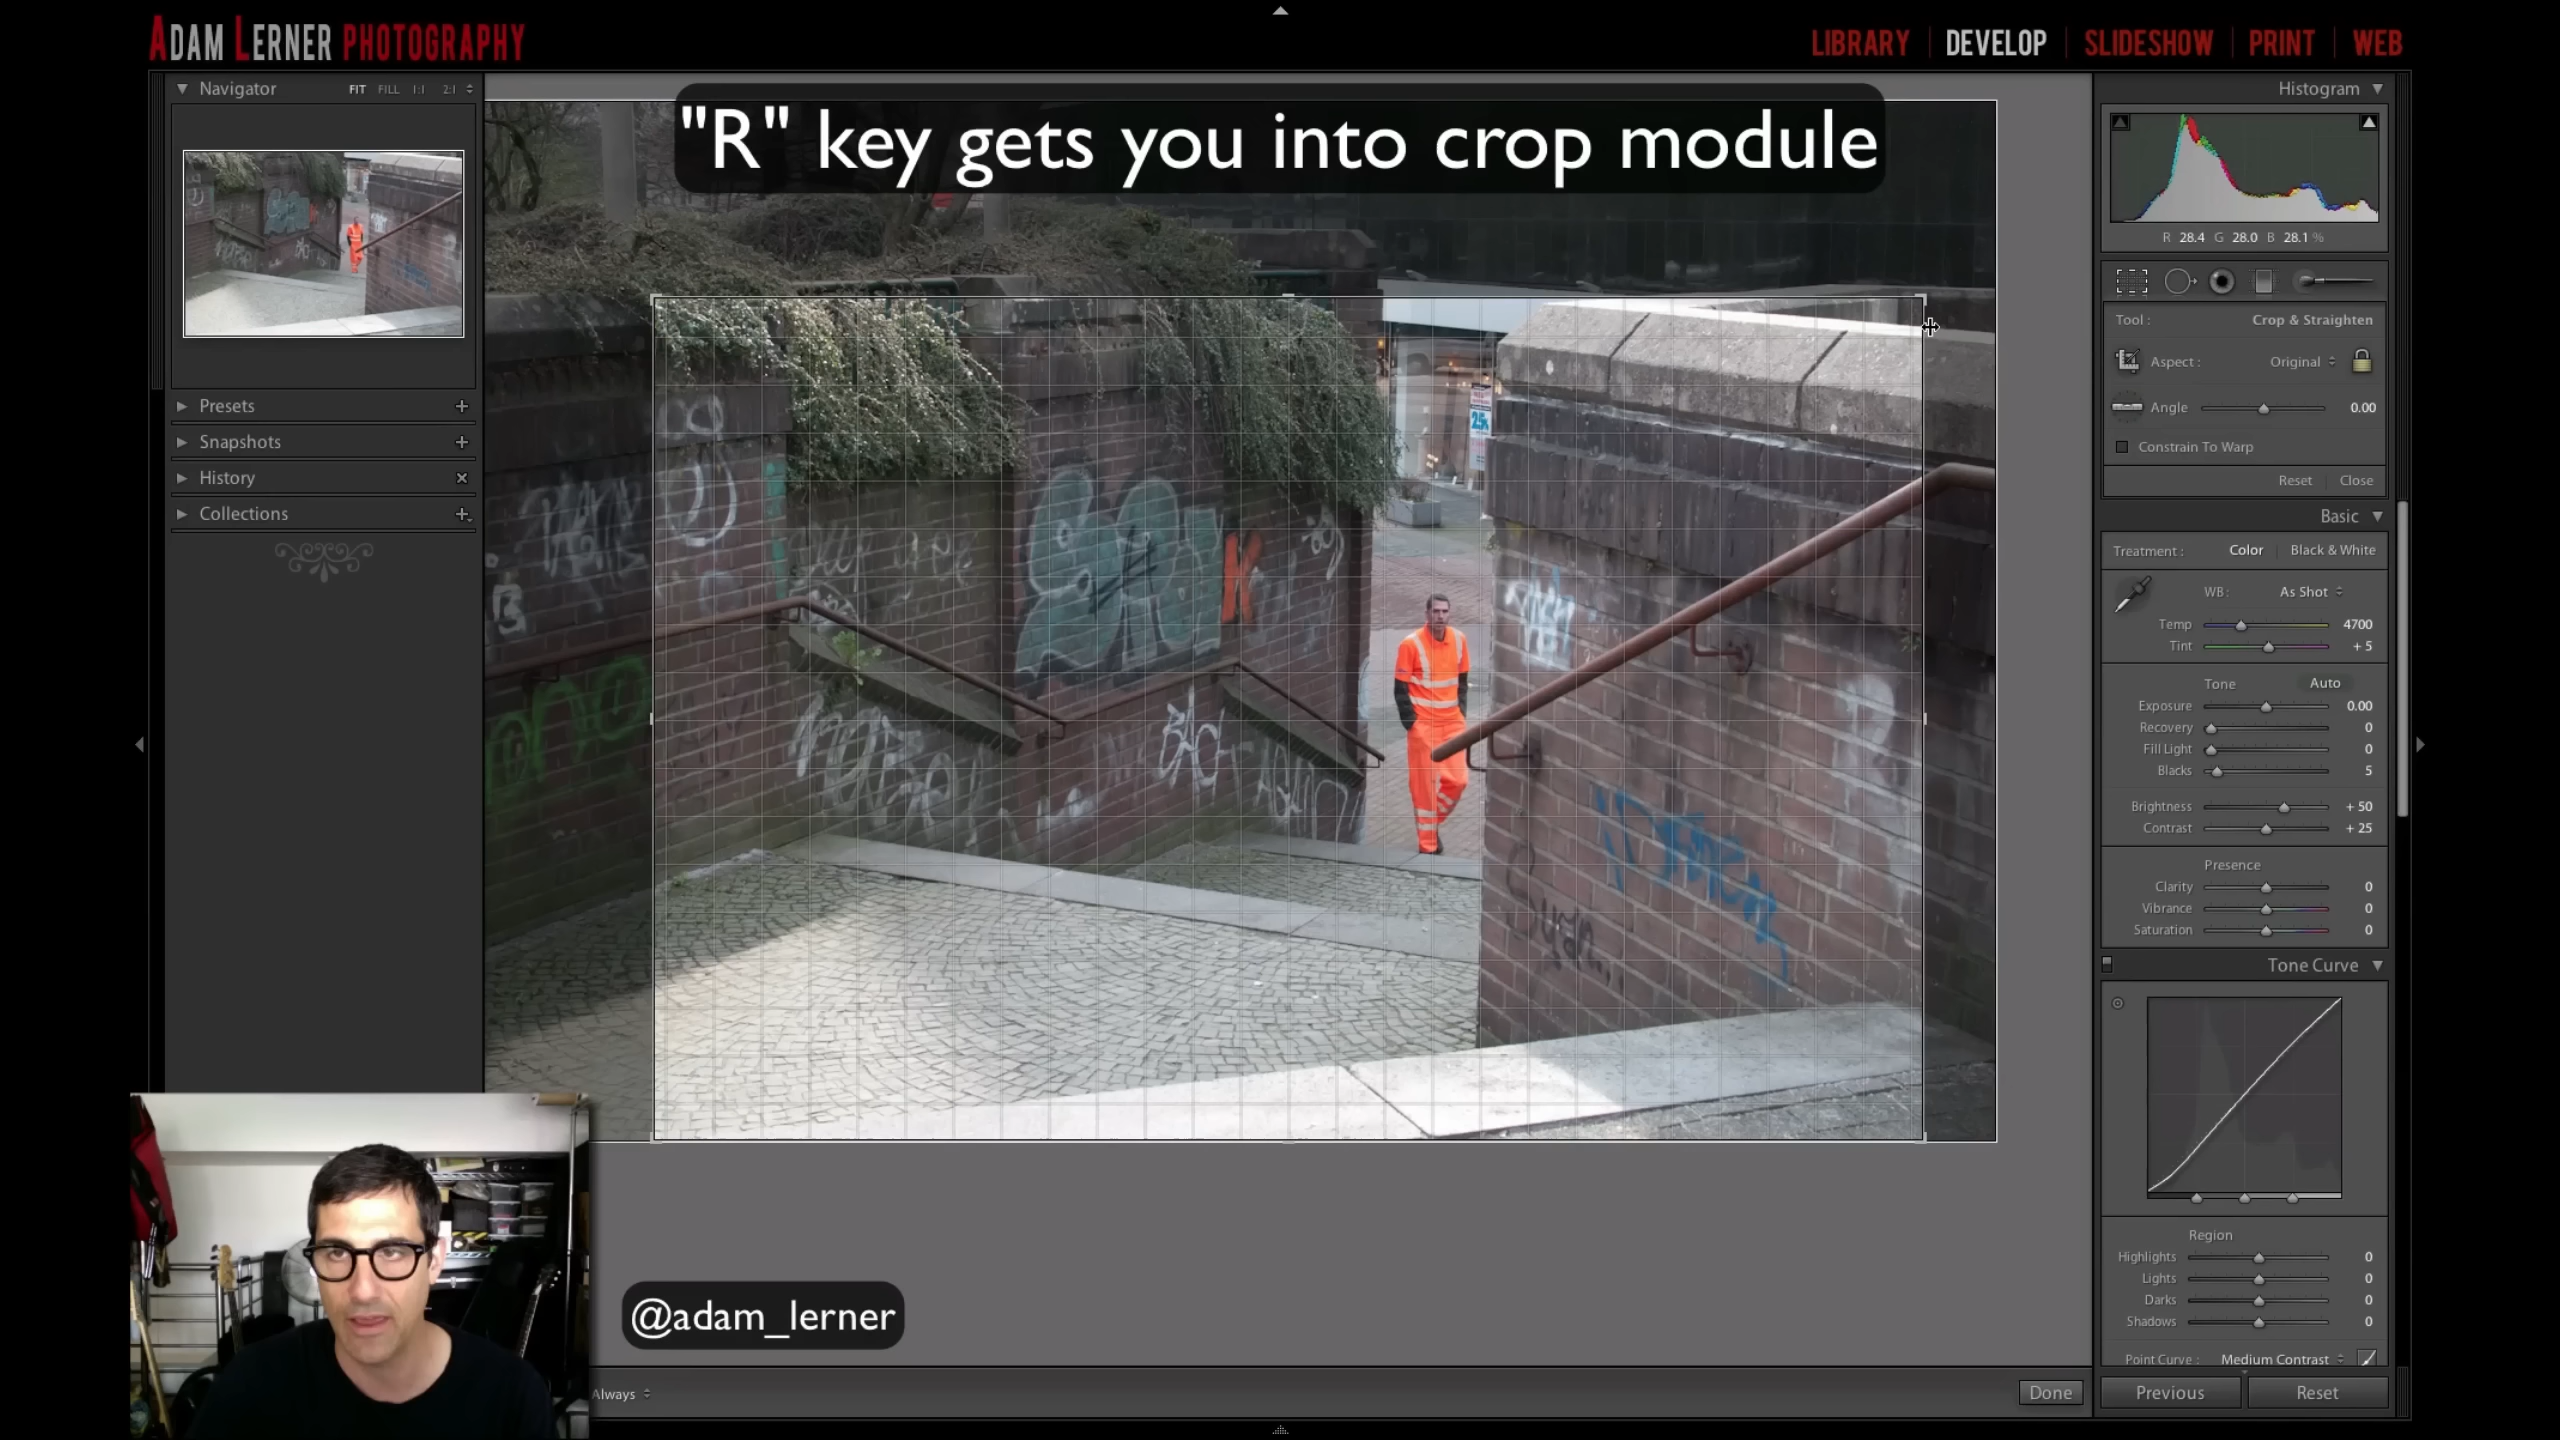 ADAM LERNER PHOTOGRAPHY
LIBRARY | DEVELOP | SLIDESHOW | PRINT | WEB
Navigator FIT FILL 1:1 2:1
Presets
Snapshots
History
Collections
"R" key gets you into crop module
25%
K
@adam_lerner
Always
Done
Histogram
R 28.4 G 28.0 B 28.1 %
Tool : Crop & Straighten
Aspect : Original
Angle 0.00
Constrain To Warp
Reset Close
Basic
Treatment : Color Black & White
WB : As Shot
Temp 4700
Tint + 5
Tone Auto
Exposure 0.00
Recovery 0
Fill Light 0
Blacks 5
Brightness + 50
Contrast + 25
Presence
Clarity 0
Vibrance 0
Saturation 0
Tone Curve
Region
Highlights 0
Lights 0
Darks 0
Shadows 0
Point Curve : Medium Contrast
Previous Reset